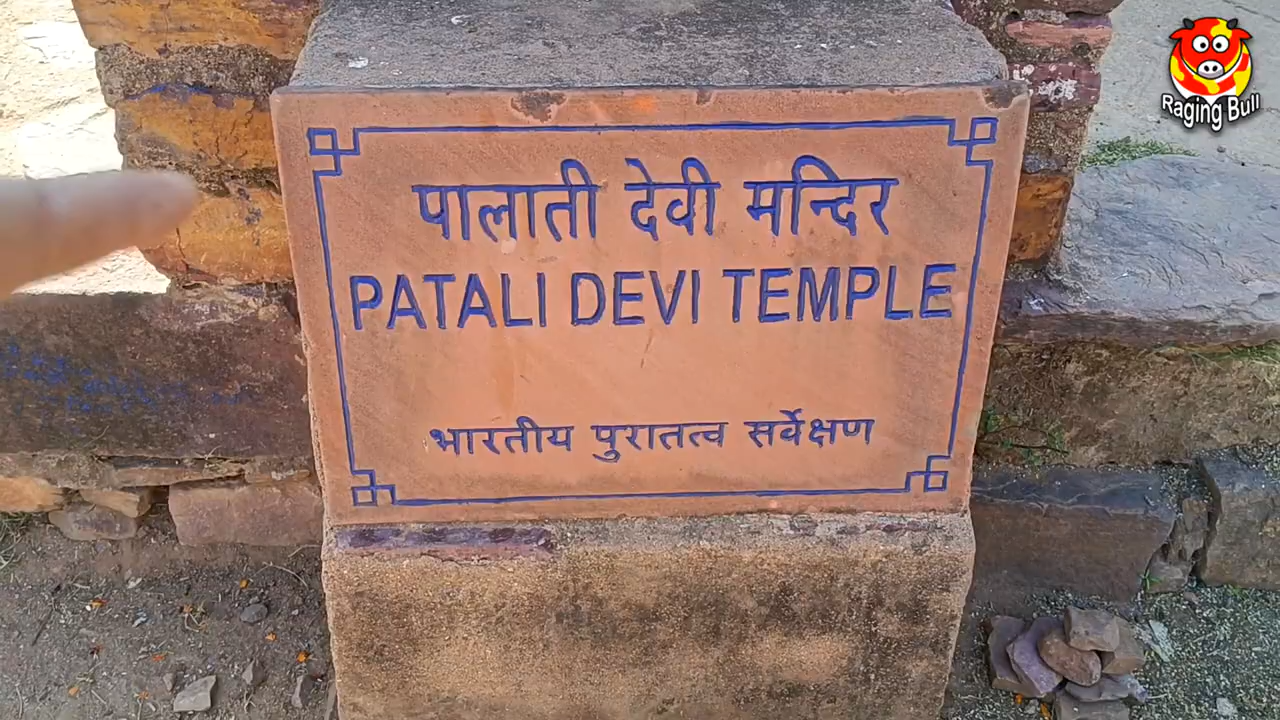 पालाती देवी मन्दिर
PATALI DEVI TEMPLE
भारतीय पुरातत्व सर्वेक्षण
Raging Bull